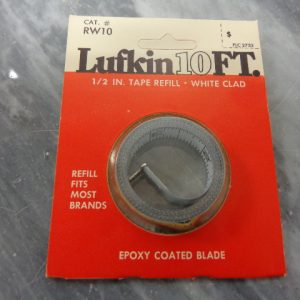 CAT. #
RW10
$
Lufkin 10 FT.
1/2 IN. TAPE REFILL - WHITE CLAD
REFILL
FITS
MOST
BRANDS
EPOXY COATED BLADE